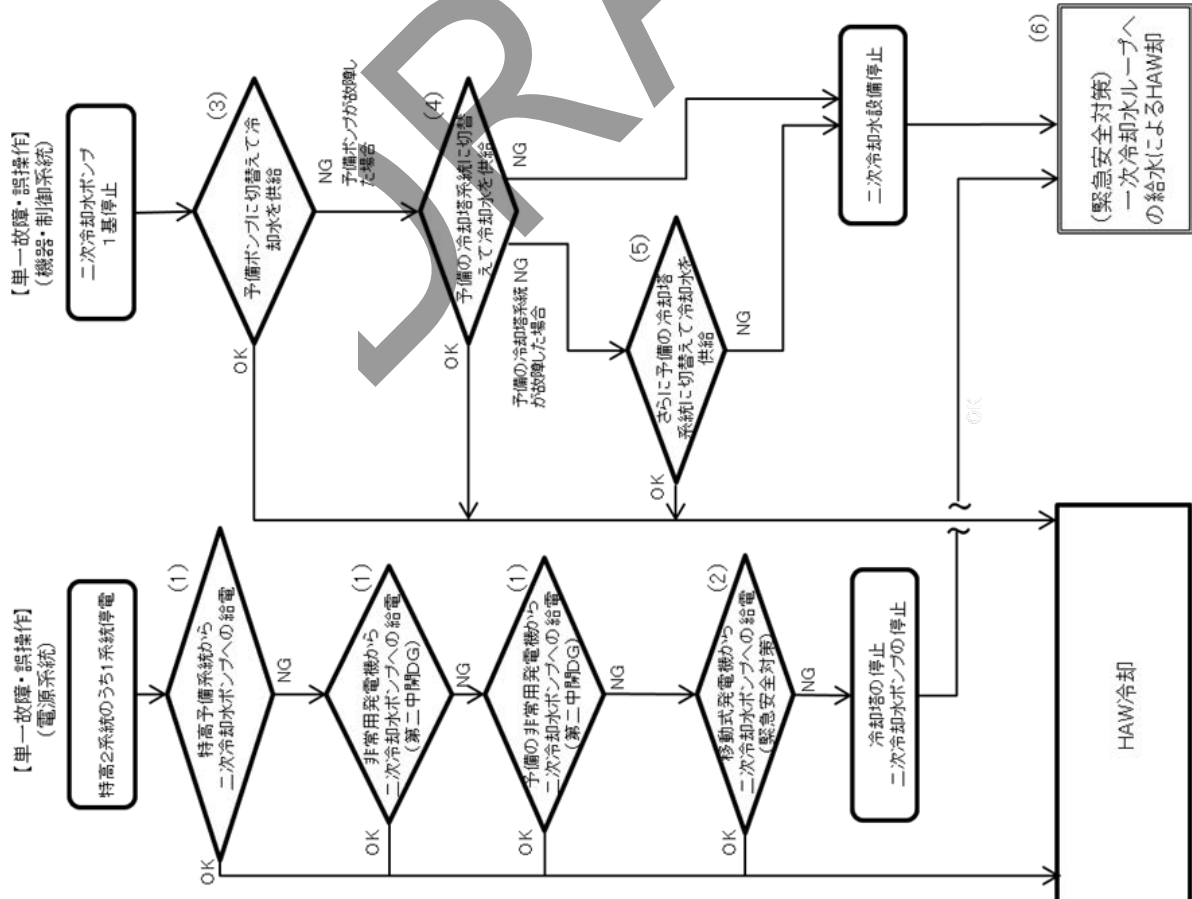 【単一故障・誤操作】
(電源系統)
特高2系統のうち1系統停電
(1)
特高予備系統から
二次冷却水ポンプへの給電
OK
NG
(1)
非常用発電機から
二次冷却水ポンプへの給電
(第二中開DG)
OK
NG
(1)
予備の非常用発電機から
二次冷却水ポンプへの給電
(第二中開DG)
OK
NG
(2)
移動式発電機から
二次冷却水ポンプへの給電
(緊急安全対策)
OK
NG
冷却塔の停止
二次冷却水ポンプの停止
HAW冷却
【単一故障・誤操作】
(機器・制御系統)
二次冷却水ポンプ
1基停止
(3)
予備ポンプに切替えて冷
却水を供給
OK
NG
予備ポンプが故障し
た場合
(4)
予備の冷却塔系統に切替
えて冷却水を供給
OK
NG
予備の冷却塔系統 NG
が故障した場合
(5)
さらに予備の冷却塔
系統に切替えて冷却水を
供給
OK
NG
二次冷却水設備停止
OK
(6)
(緊急安全対策)
一次冷却水ループへ
の給水によるHAW却
DRA